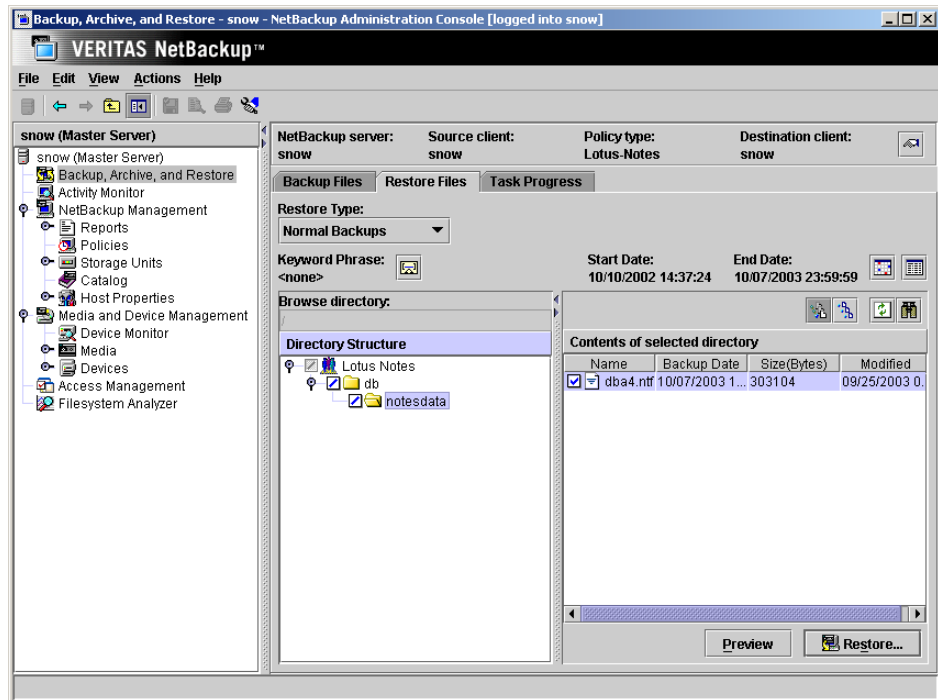 Backup, Archive, and Restore - snow - NetBackup Administration Console [logged into snow]
VERITAS NetBackup™
File Edit View Actions Help
snow (Master Server)
snow (Master Server)
Backup, Archive, and Restore
Activity Monitor
NetBackup Management
Reports
Policies
Storage Units
Catalog
Host Properties
Media and Device Management
Device Monitor
Media
Devices
Access Management
Filesystem Analyzer
NetBackup server: Source client: Policy type: Destination client:
snow snow Lotus-Notes snow
Backup Files Restore Files Task Progress
Restore Type:
Normal Backups
Keyword Phrase: Start Date: End Date:
<none> 10/10/2002 14:37:24 10/07/2003 23:59:59
Browse directory:
/
Directory Structure
Lotus Notes
db
notesdata
Contents of selected directory
Name Backup Date Size(Bytes) Modified
dba4.ntf 10/07/2003 1... 303104 09/25/2003 0.
Preview Restore...